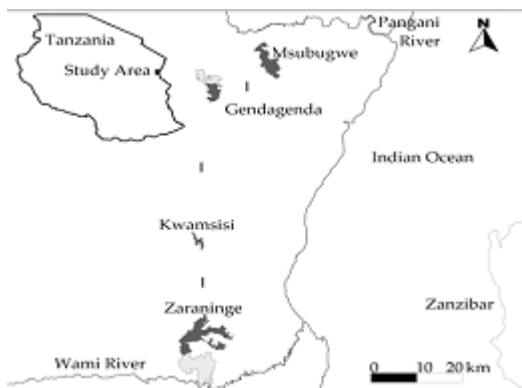 Tanzania
Study Area
Msubugwe
Pangani
River
N
Gendagenda
Indian Ocean
Kwamsisi
Zaraninge
Zanzibar
Wami River
0 10 20 km